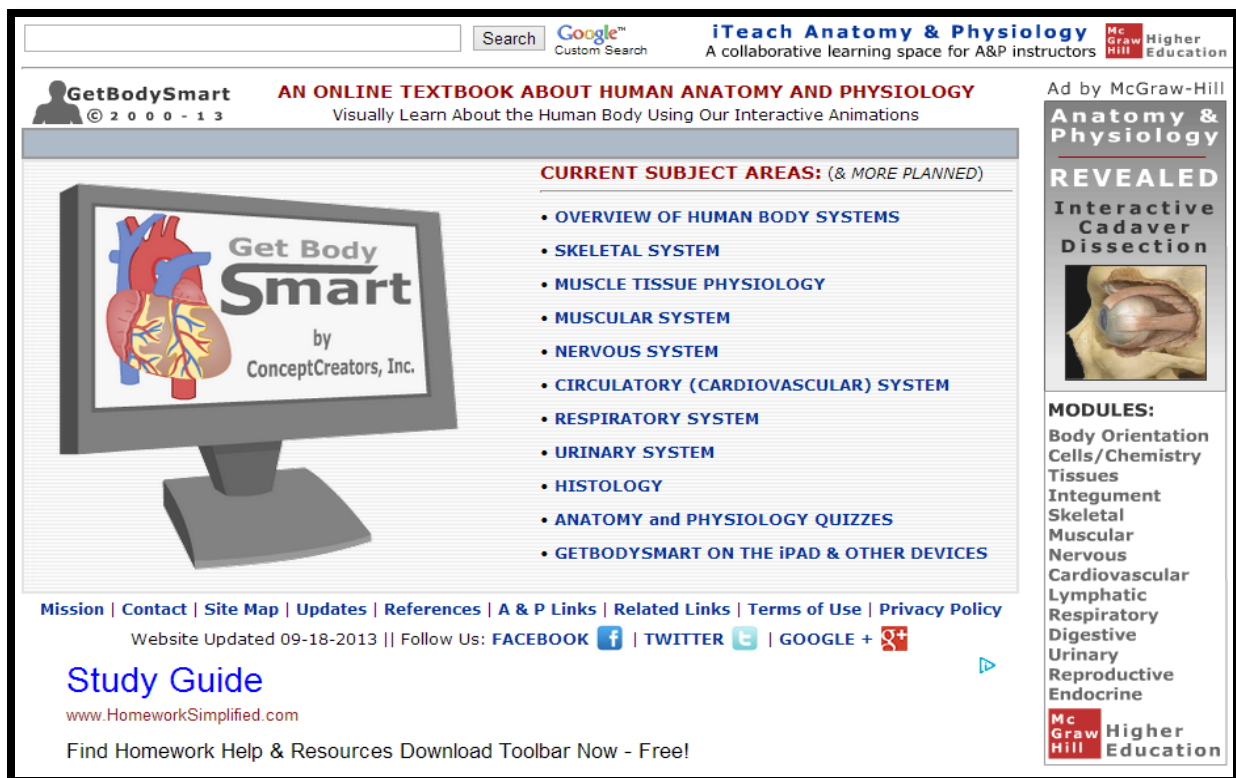 Search
Google™
Custom Search
iTeach Anatomy & Physiology
A collaborative learning space for A&P instructors
Mc
Graw
Hill
Higher
Education
GetBodySmart
© 2000-13
AN ONLINE TEXTBOOK ABOUT HUMAN ANATOMY AND PHYSIOLOGY
Visually Learn About the Human Body Using Our Interactive Animations
Get Body
Smart
by
ConceptCreators, Inc.
CURRENT SUBJECT AREAS: (& MORE PLANNED)
• OVERVIEW OF HUMAN BODY SYSTEMS
• SKELETAL SYSTEM
• MUSCLE TISSUE PHYSIOLOGY
• MUSCULAR SYSTEM
• NERVOUS SYSTEM
• CIRCULATORY (CARDIOVASCULAR) SYSTEM
• RESPIRATORY SYSTEM
• URINARY SYSTEM
• HISTOLOGY
• ANATOMY and PHYSIOLOGY QUIZZES
• GETBODYSMART ON THE iPAD & OTHER DEVICES
Mission | Contact | Site Map | Updates | References | A & P Links | Related Links | Terms of Use | Privacy Policy
Website Updated 09-18-2013 || Follow Us: FACEBOOK f | TWITTER t | GOOGLE + g+
Study Guide
www.HomeworkSimplified.com
Find Homework Help & Resources Download Toolbar Now - Free!
Ad by McGraw-Hill
Anatomy &
Physiology
REVEALED
Interactive
Cadaver
Dissection
MODULES:
Body Orientation
Cells/Chemistry
Tissues
Integument
Skeletal
Muscular
Nervous
Cardiovascular
Lymphatic
Respiratory
Digestive
Urinary
Reproductive
Endocrine
Mc
Graw
Hill
Higher
Education